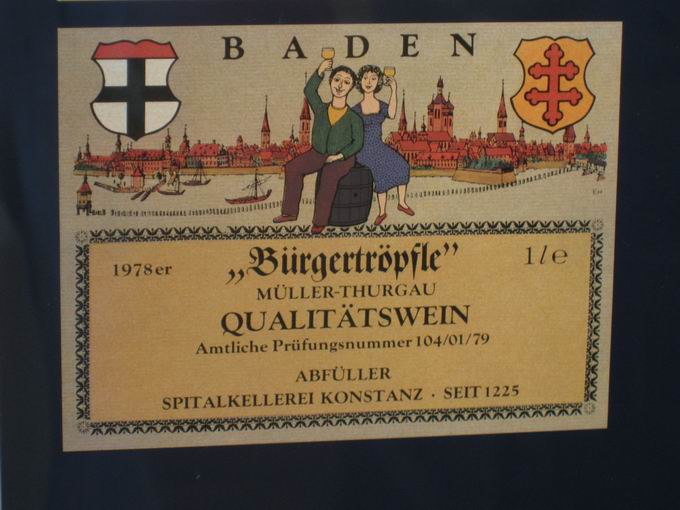 BADEN
1978er
„Bürgertröpfle”
1 l e
MÜLLER-THURGAU
QUALITÄTSWEIN
Amtliche Prüfungsnummer 104/01/79
ABFÜLLER
SPITALKELLEREI KONSTANZ · SEIT 1225